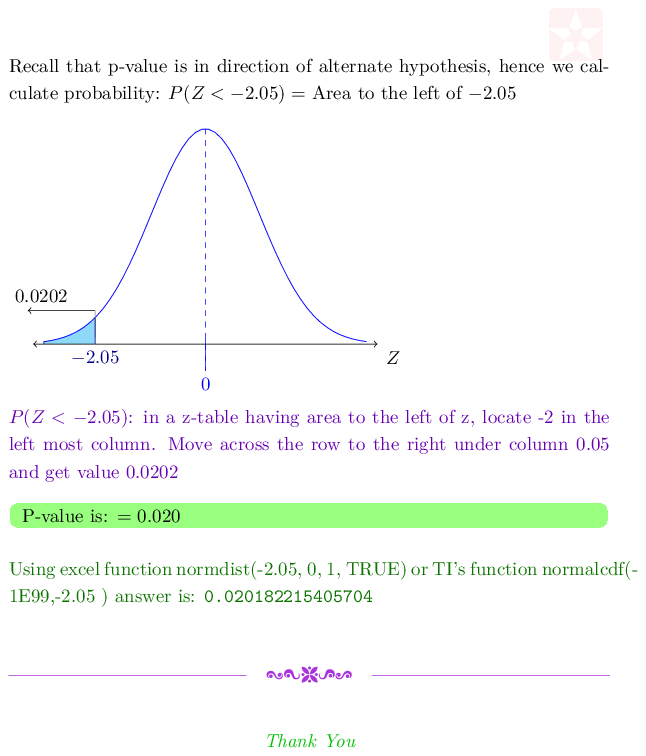 Recall that p-value is in direction of alternate hypothesis, hence we cal-
culate probability: P(Z < −2.05) = Area to the left of −2.05
0.0202
−2.05
Z
0
P(Z < −2.05): in a z-table having area to the left of z, locate -2 in the
left most column. Move across the row to the right under column 0.05
and get value 0.0202
P-value is: = 0.020
Using excel function normdist(-2.05, 0, 1, TRUE) or TI's function normalcdf(-
1E99,-2.05 ) answer is: 0.020182215405704
Thank You